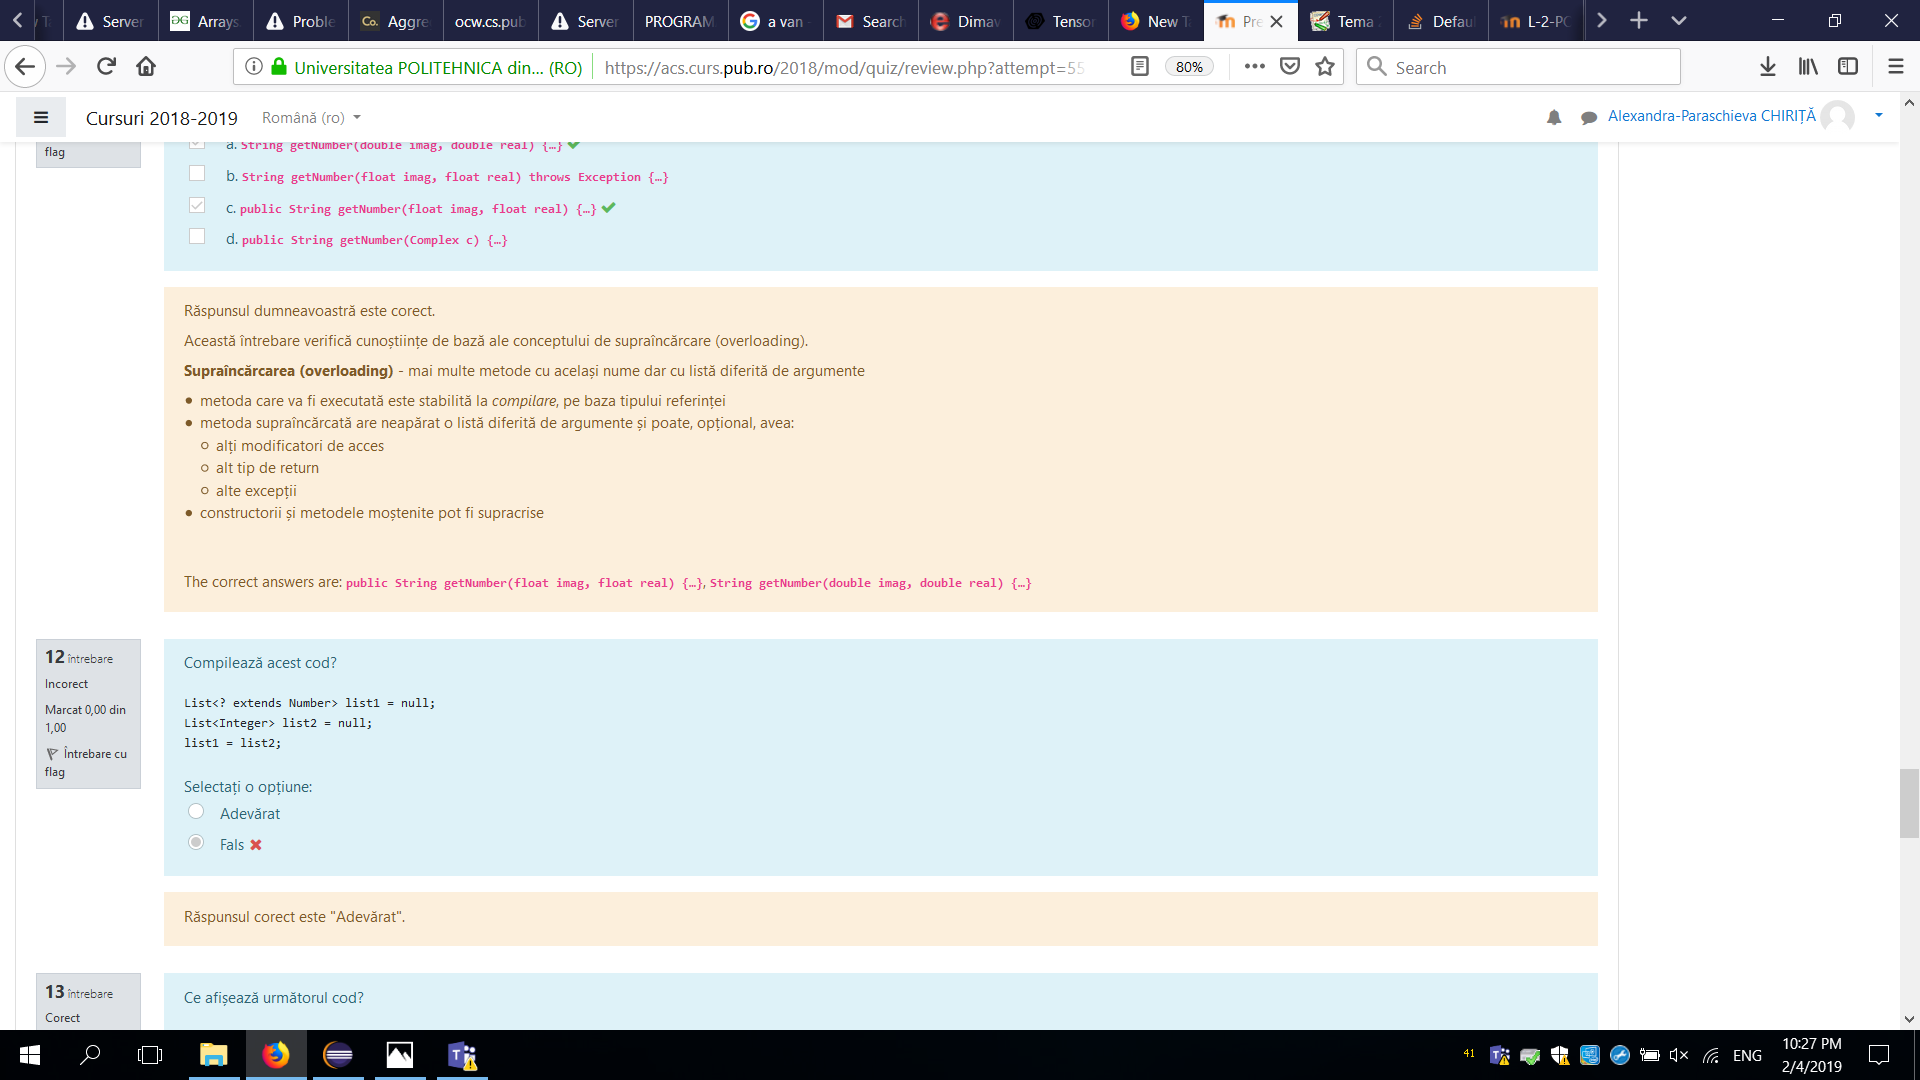 Server
Arrays
Proble
Co. Aggre
ocw.cs.pub
Server
PROGRAM
a van
Search
Dimav
Tensor
New T
Pre
Tema
Defau
L-2-PC
Universitatea POLITEHNICA din... (RO)
https://acs.curs.pub.ro/2018/mod/quiz/review.php?attempt=55
80%
Search
Cursuri 2018-2019
Română (ro)
Alexandra-Paraschieva CHIRIȚĂ
flag
a. String getNumber(double imag, double real) {…}
b. String getNumber(float imag, float real) throws Exception {…}
c. public String getNumber(float imag, float real) {…}
d. public String getNumber(Complex c) {…}
Răspunsul dumneavoastră este corect.
Această întrebare verifică cunoștiințe de bază ale conceptului de supraîncărcare (overloading).
Supraîncărcarea (overloading) - mai multe metode cu același nume dar cu listă diferită de argumente
metoda care va fi executată este stabilită la compilare, pe baza tipului referinței
metoda supraîncărcată are neapărat o listă diferită de argumente și poate, opțional, avea:
alți modificatori de acces
alt tip de return
alte excepții
constructorii și metodele moștenite pot fi supracrise
The correct answers are: public String getNumber(float imag, float real) {…}, String getNumber(double imag, double real) {…}
12 întrebare
Incorect
Marcat 0,00 din
1,00
Întrebare cu
flag
Compilează acest cod?
List<? extends Number> list1 = null;
List<Integer> list2 = null;
list1 = list2;
Selectați o opțiune:
Adevărat
Fals
Răspunsul corect este "Adevărat".
13 întrebare
Corect
Ce afișează următorul cod?
41
ENG
10:27 PM
2/4/2019